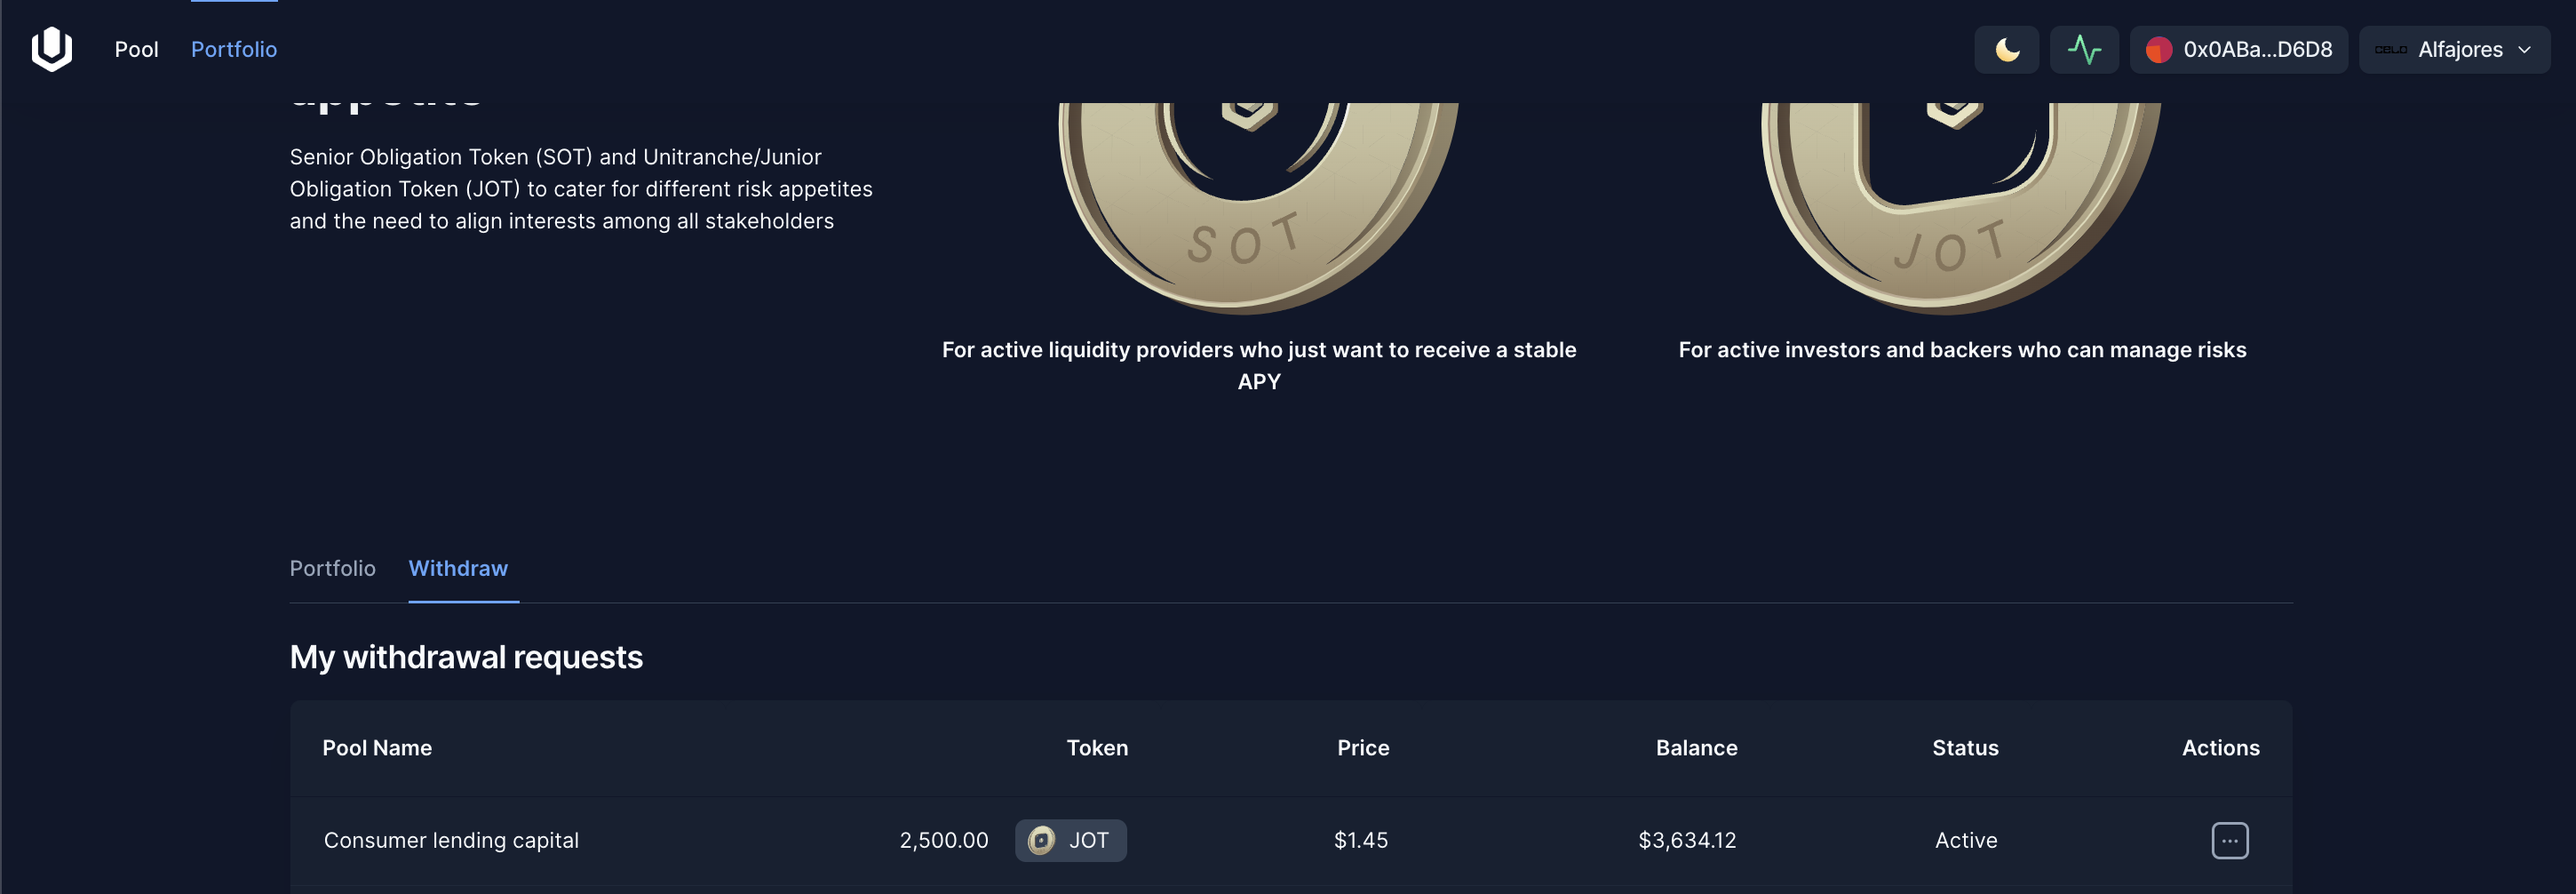 Pool Portfolio 0x0ABa...D6D8 CELO Alfajores
Senior Obligation Token (SOT) and Unitranche/Junior
Obligation Token (JOT) to cater for different risk appetites
and the need to align interests among all stakeholders
SOT
JOT
For active liquidity providers who just want to receive a stable
APY
For active investors and backers who can manage risks
Portfolio Withdraw
My withdrawal requests
Pool Name Token Price Balance Status Actions
Consumer lending capital 2,500.00 JOT $1.45 $3,634.12 Active ...